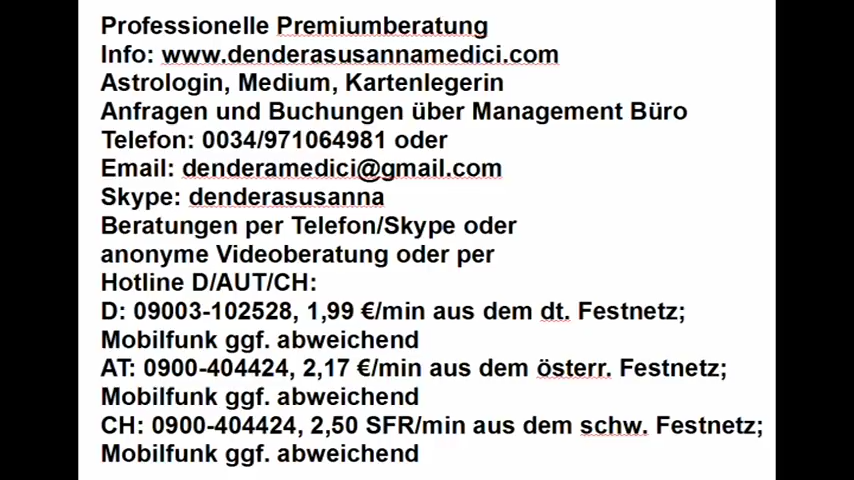 Professionelle Premiumberatung
Info: www.denderasusannamedici.com
Astrologin, Medium, Kartenlegerin
Anfragen und Buchungen über Management Büro
Telefon: 0034/971064981 oder
Email: denderamedici@gmail.com
Skype: denderasusanna
Beratungen per Telefon/Skype oder
anonyme Videoberatung oder per
Hotline D/AUT/CH:
D: 09003-102528, 1,99 €/min aus dem dt. Festnetz;
Mobilfunk ggf. abweichend
AT: 0900-404424, 2,17 €/min aus dem österr. Festnetz;
Mobilfunk ggf. abweichend
CH: 0900-404424, 2,50 SFR/min aus dem schw. Festnetz;
Mobilfunk ggf. abweichend